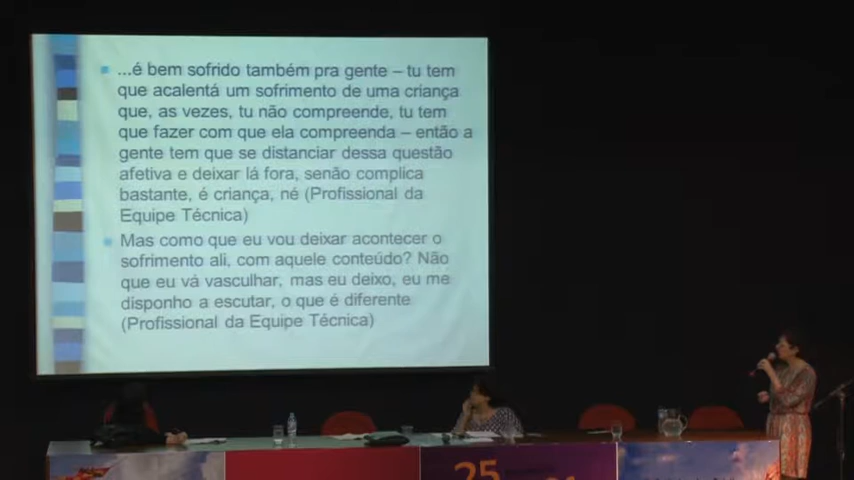 ...é bem sofrido também pra gente – tu tem
que acalentá um sofrimento de uma criança
que, as vezes, tu não compreende, tu tem
que fazer com que ela compreenda – então a
gente tem que se distanciar dessa questão
afetiva e deixar lá fora, senão complica
bastante, é criança, né (Profissional da
Equipe Técnica)
Mas como que eu vou deixar acontecer o
sofrimento ali, com aquele conteúdo? Não
que eu vá vasculhar, mas eu deixo, eu me
disponho a escutar, o que é diferente
(Profissional da Equipe Técnica)
25